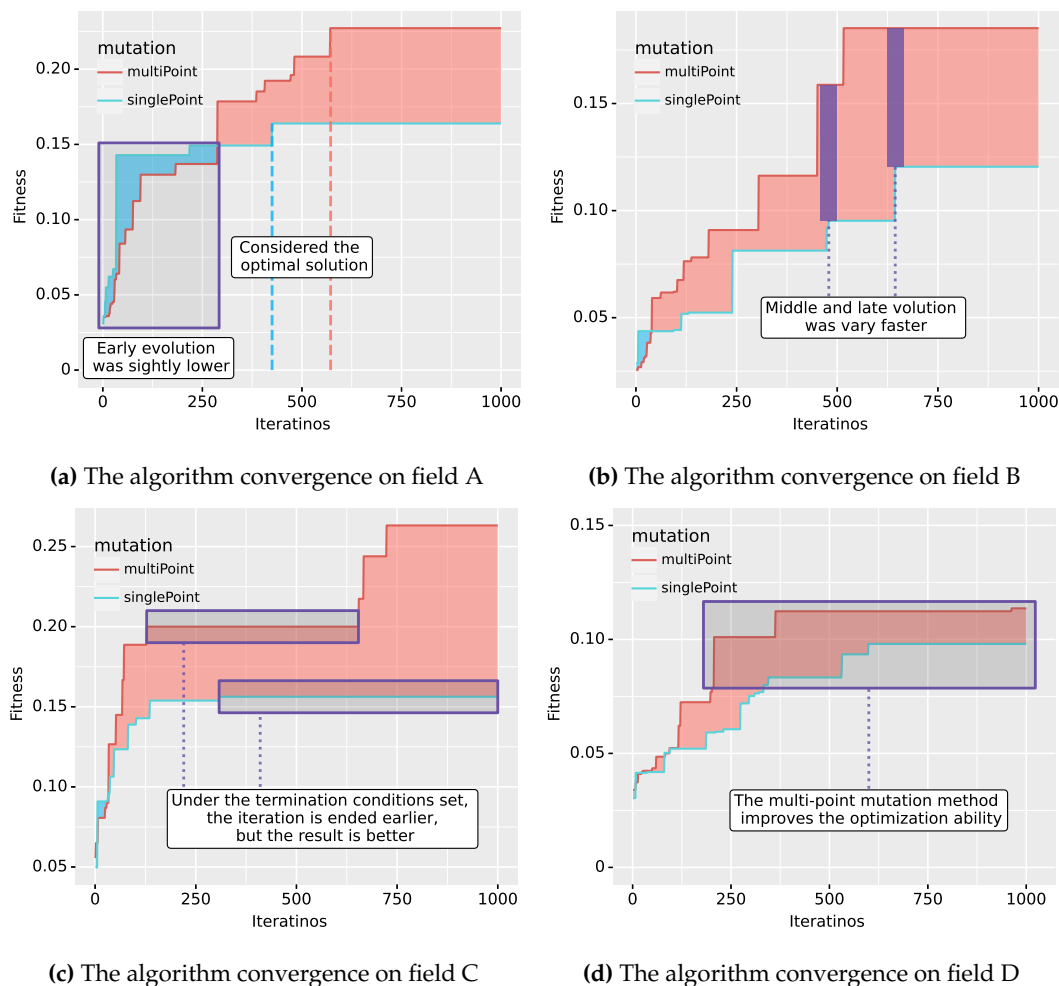 mutation
multiPoint
singlePoint
0.20
0.15
0.10
0.05
0
Fitness
Considered the
optimal solution
Early evolution
was sightly lower
0
250
500
750
1000
Iteratinos
(a) The algorithm convergence on field A
mutation
multiPoint
singlePoint
0.15
0.10
0.05
Fitness
Middle and late volution
was vary faster
0
250
500
750
1000
Iteratinos
(b) The algorithm convergence on field B
mutation
multiPoint
singlePoint
0.25
0.20
0.15
0.10
0.05
Fitness
Under the termination conditions set,
the iteration is ended earlier,
but the result is better
0
250
500
750
1000
Iteratinos
(c) The algorithm convergence on field C
mutation
multiPoint
singlePoint
0.15
0.10
0.05
0
Fitness
The multi-point mutation method
improves the optimization ability
0
250
500
750
1000
Iteratinos
(d) The algorithm convergence on field D